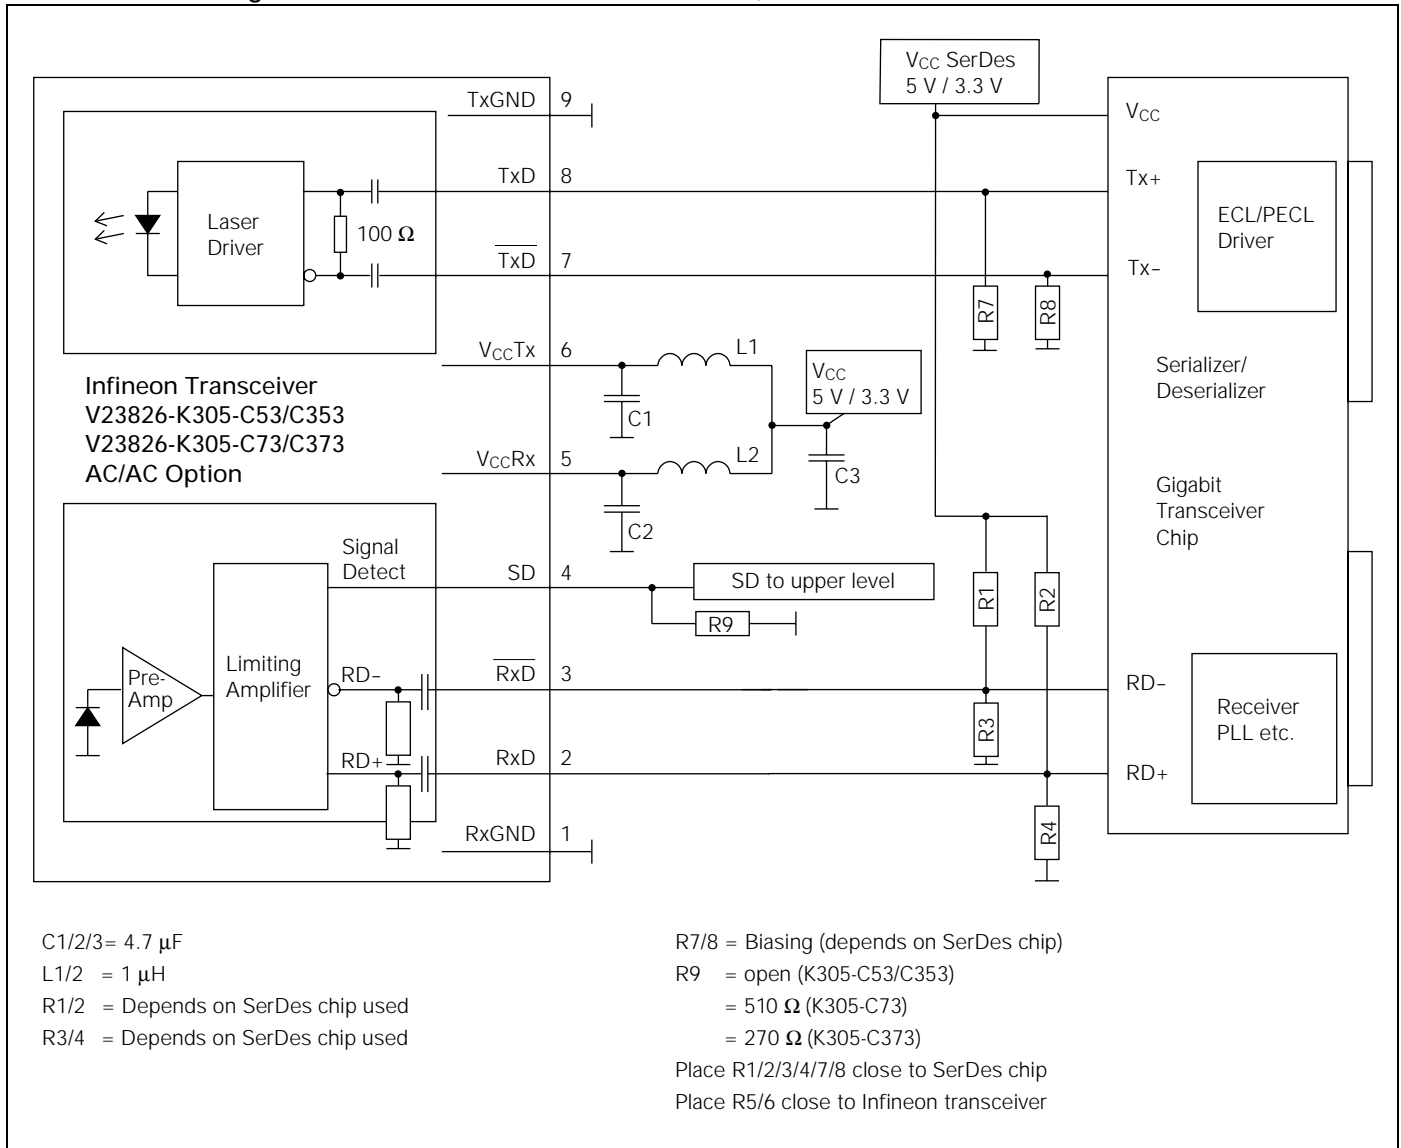 V_CC SerDes
5 V / 3.3 V
TxGND 9
V_CC
TxD 8
Tx+
Laser
Driver
100 Ω
ECL/PECL
Driver
T̅x̅D̅ 7
Tx−
R7
R8
V_CCTx 6
L1
V_CC
5 V / 3.3 V
Serializer/
Deserializer
Infineon Transceiver
V23826-K305-C53/C353
V23826-K305-C73/C373
AC/AC Option
C1
V_CCRx 5
L2
C3
C2
Gigabit
Transceiver
Chip
Signal
Detect
SD 4
SD to upper level
R9
R1
R2
Pre-
Amp
Limiting
Amplifier
RD−
R̅x̅D̅ 3
RD−
Receiver
PLL etc.
R3
RD+
RxD 2
RD+
R4
RxGND 1
C1/2/3= 4.7 μF
L1/2 = 1 μH
R1/2 = Depends on SerDes chip used
R3/4 = Depends on SerDes chip used
R7/8 = Biasing (depends on SerDes chip)
R9 = open (K305-C53/C353)
= 510 Ω (K305-C73)
= 270 Ω (K305-C373)
Place R1/2/3/4/7/8 close to SerDes chip
Place R5/6 close to Infineon transceiver